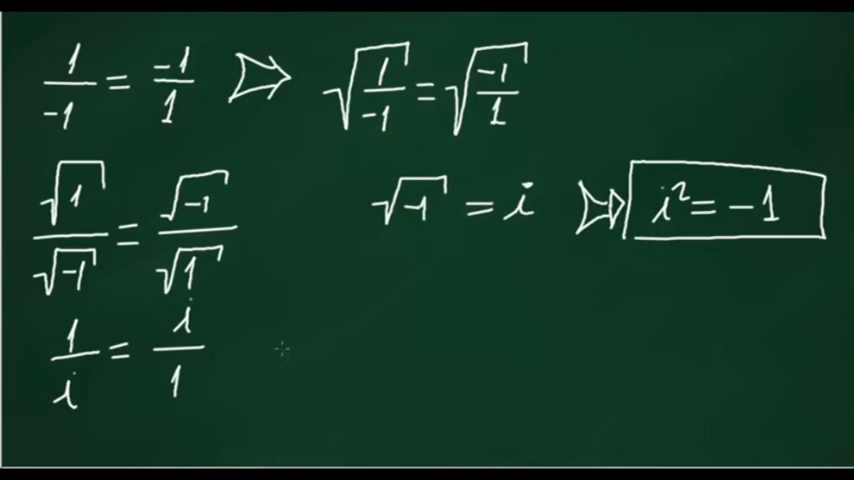 1/-1 = -1/1 ⇒ √(1/-1) = √(-1/1)
√1/√-1 = √-1/√1 √-1 = i ⇒ i² = -1
1/i = i/1